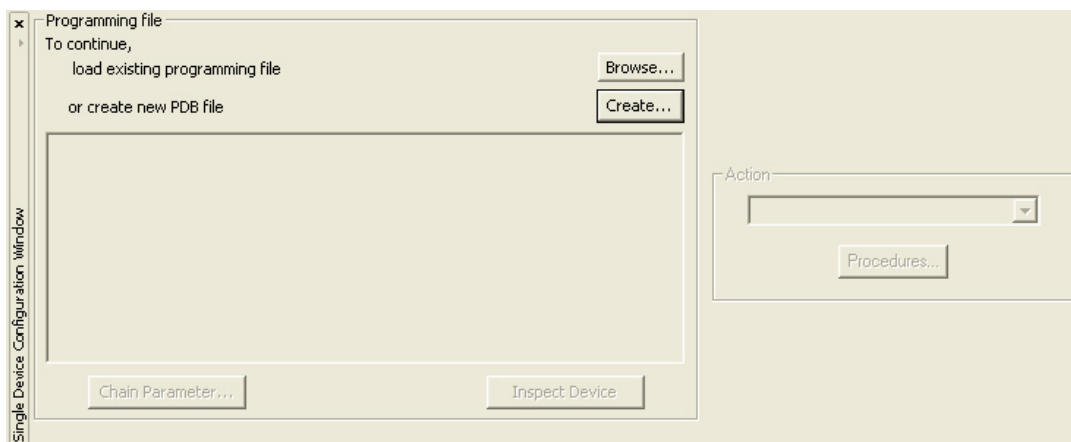 Programming file
To continue,
load existing programming file
Browse...
or create new PDB file
Create...
Action
Procedures...
Chain Parameter...
Inspect Device
Single Device Configuration Window